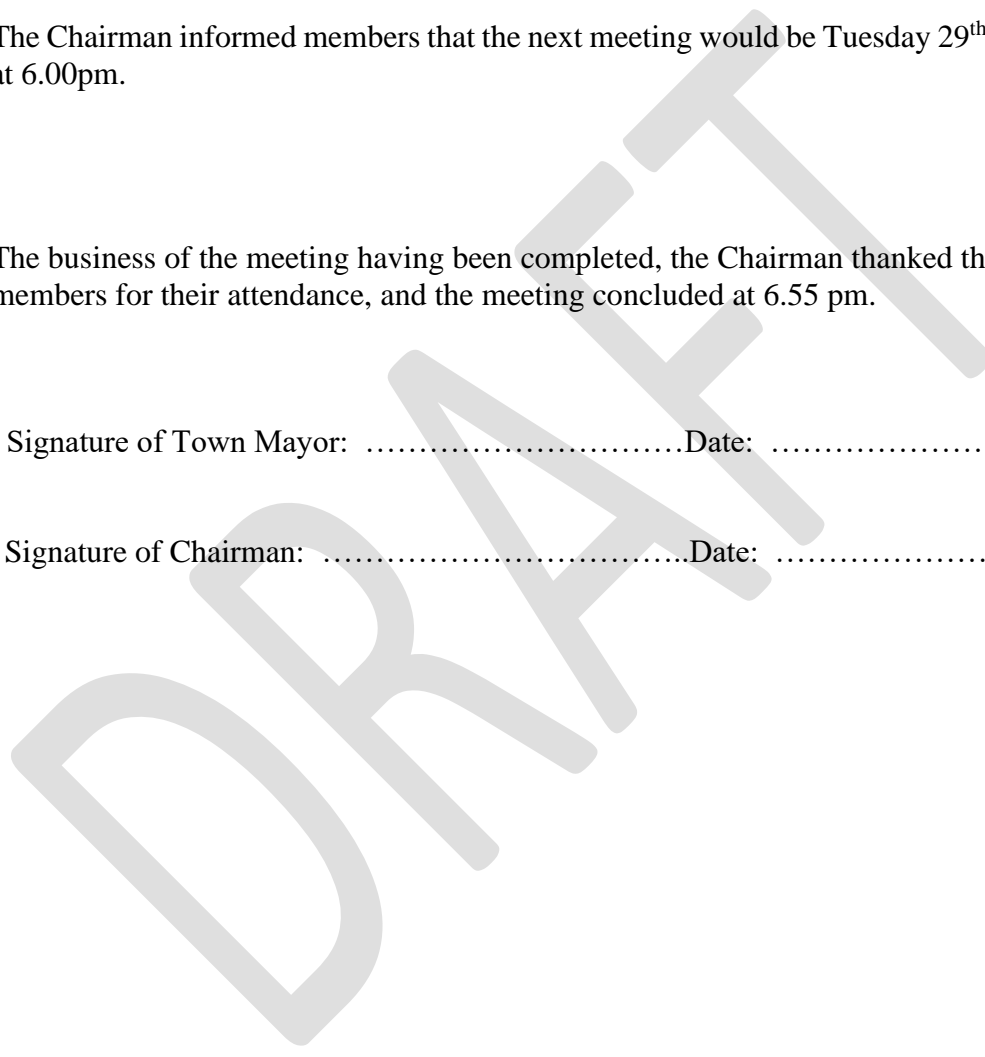 The Chairman informed members that the next meeting would be Tuesday 29th
at 6.00pm.
The business of the meeting having been completed, the Chairman thanked th
members for their attendance, and the meeting concluded at 6.55 pm.
Signature of Town Mayor: …………………………Date: …………………
Signature of Chairman: ……………………………..Date: …………………
DRAFT